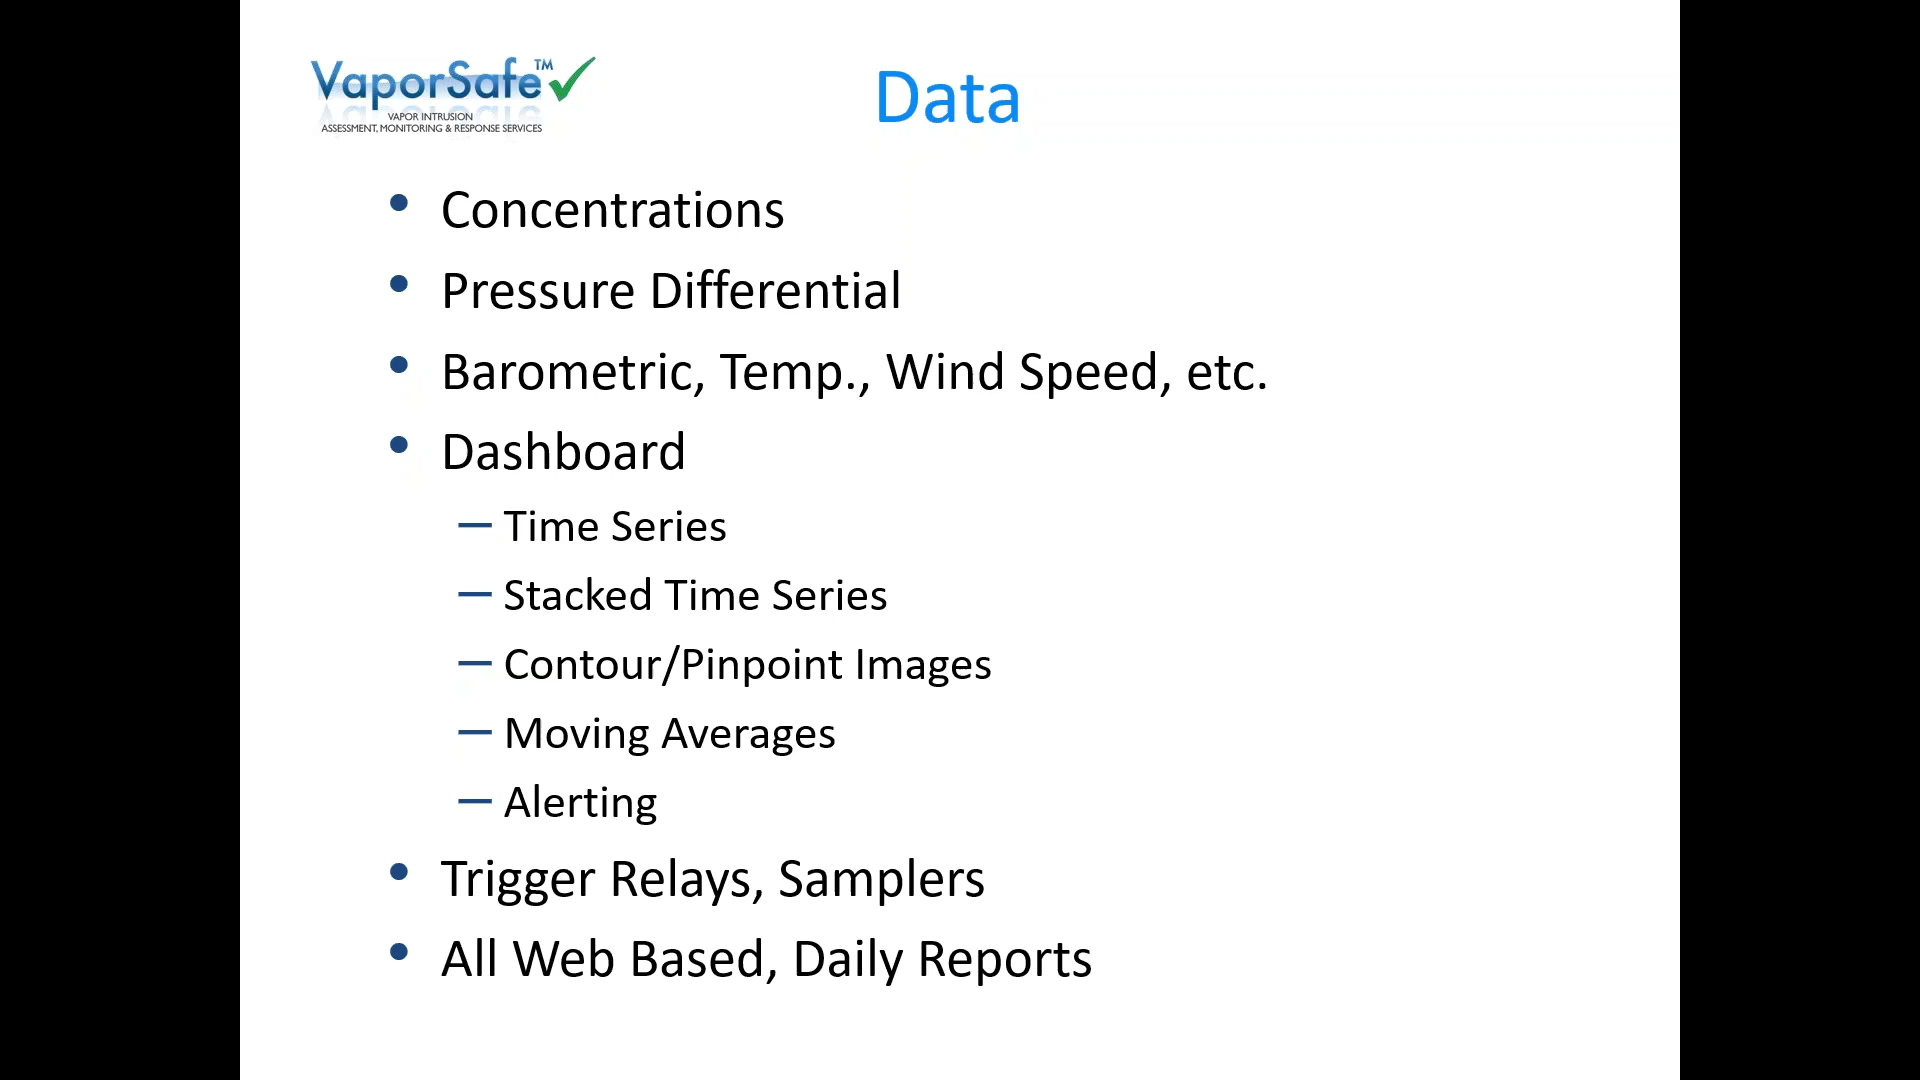 VaporSafe™
VAPOR INTRUSION
ASSESSMENT, MONITORING & RESPONSE SERVICES
Data
• Concentrations
• Pressure Differential
• Barometric, Temp., Wind Speed, etc.
• Dashboard
– Time Series
– Stacked Time Series
– Contour/Pinpoint Images
– Moving Averages
– Alerting
• Trigger Relays, Samplers
• All Web Based, Daily Reports